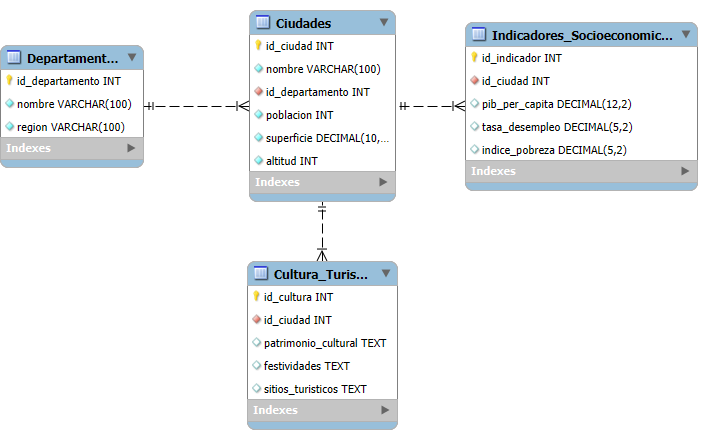 Departament...
id_departamento INT
nombre VARCHAR(100)
region VARCHAR(100)
Indexes
Ciudades
id_ciudad INT
nombre VARCHAR(100)
id_departamento INT
poblacion INT
superficie DECIMAL(10,...
altitud INT
Indexes
Indicadores_Socioeconomic...
id_indicador INT
id_ciudad INT
pib_per_capita DECIMAL(12,2)
tasa_desempleo DECIMAL(5,2)
indice_pobreza DECIMAL(5,2)
Indexes
Cultura_Turis...
id_cultura INT
id_ciudad INT
patrimonio_cultural TEXT
festividades TEXT
sitios_turisticos TEXT
Indexes